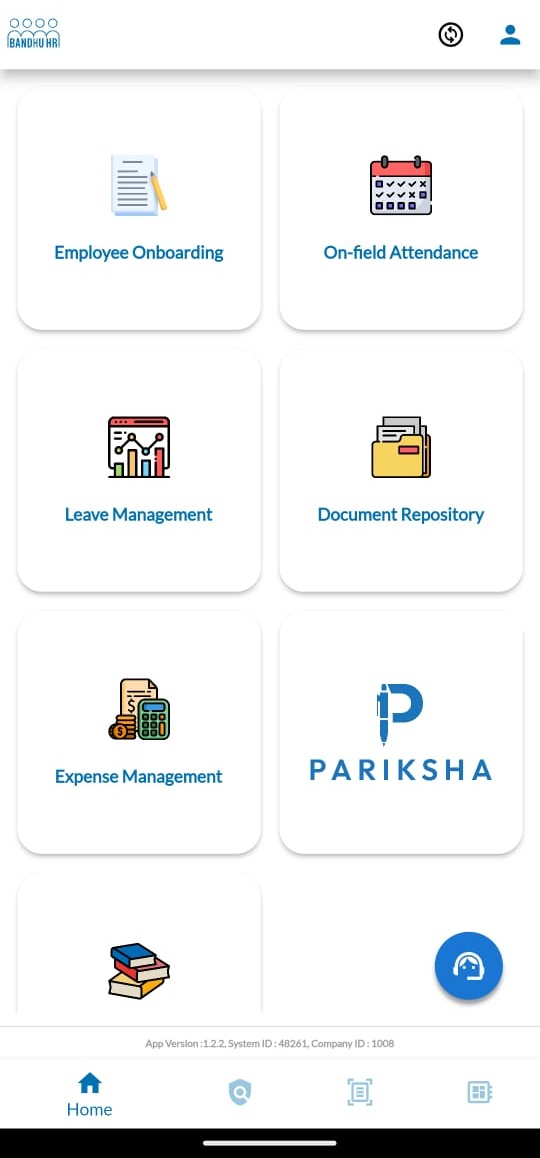 BANDHU HR
Employee Onboarding
On-field Attendance
Leave Management
Document Repository
Expense Management
PARIKSHA
App Version :1.2.2, System ID : 48261, Company ID : 1008
Home